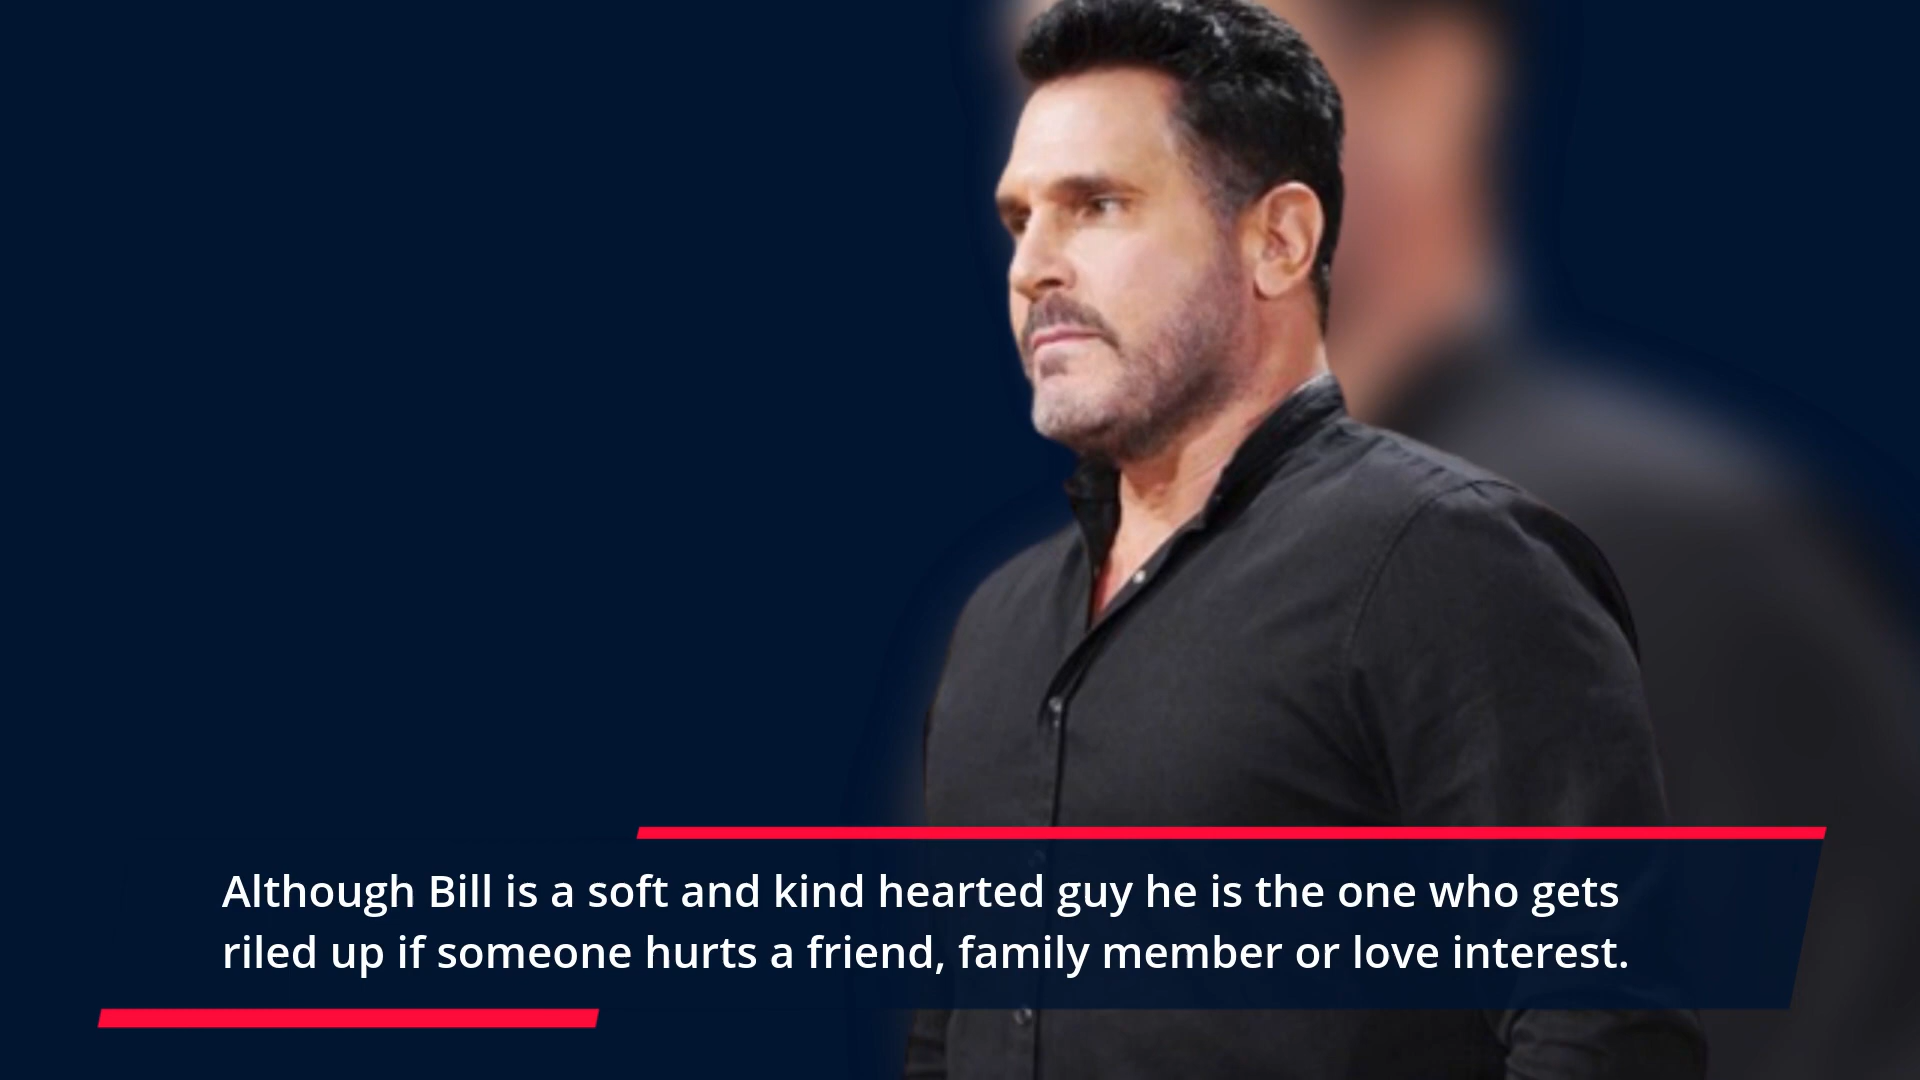 Although Bill is a soft and kind hearted guy he is the one who gets
riled up if someone hurts a friend, family member or love interest.